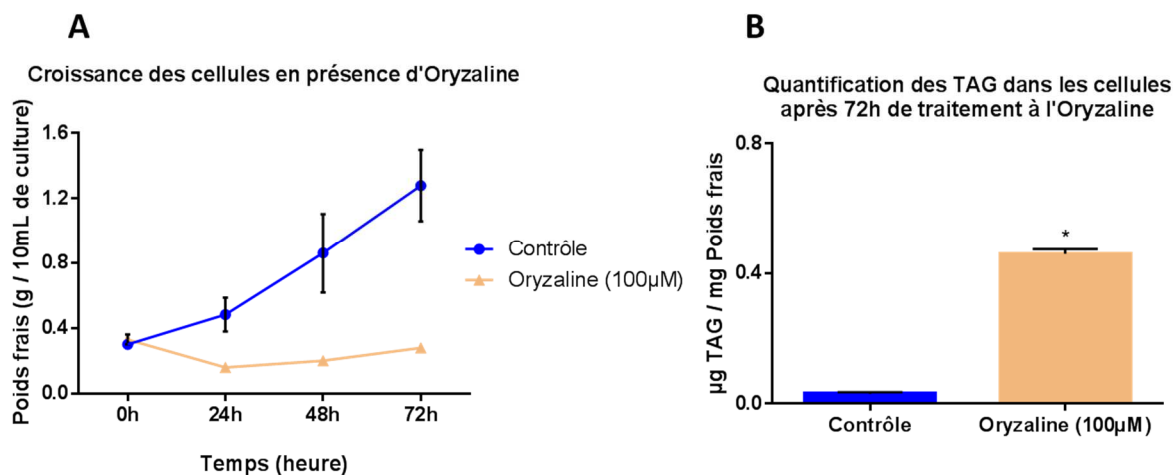 A
Croissance des cellules en présence d'Oryzaline
Poids frais (g / 10mL de culture)
1.6
1.2
0.8
0.4
0.0
0h 24h 48h 72h
Temps (heure)
Contrôle
Oryzaline (100µM)
B
Quantification des TAG dans les cellules
après 72h de traitement à l'Oryzaline
µg TAG / mg Poids frais
0.8
0.4
0.0
*
Contrôle Oryzaline (100µM)